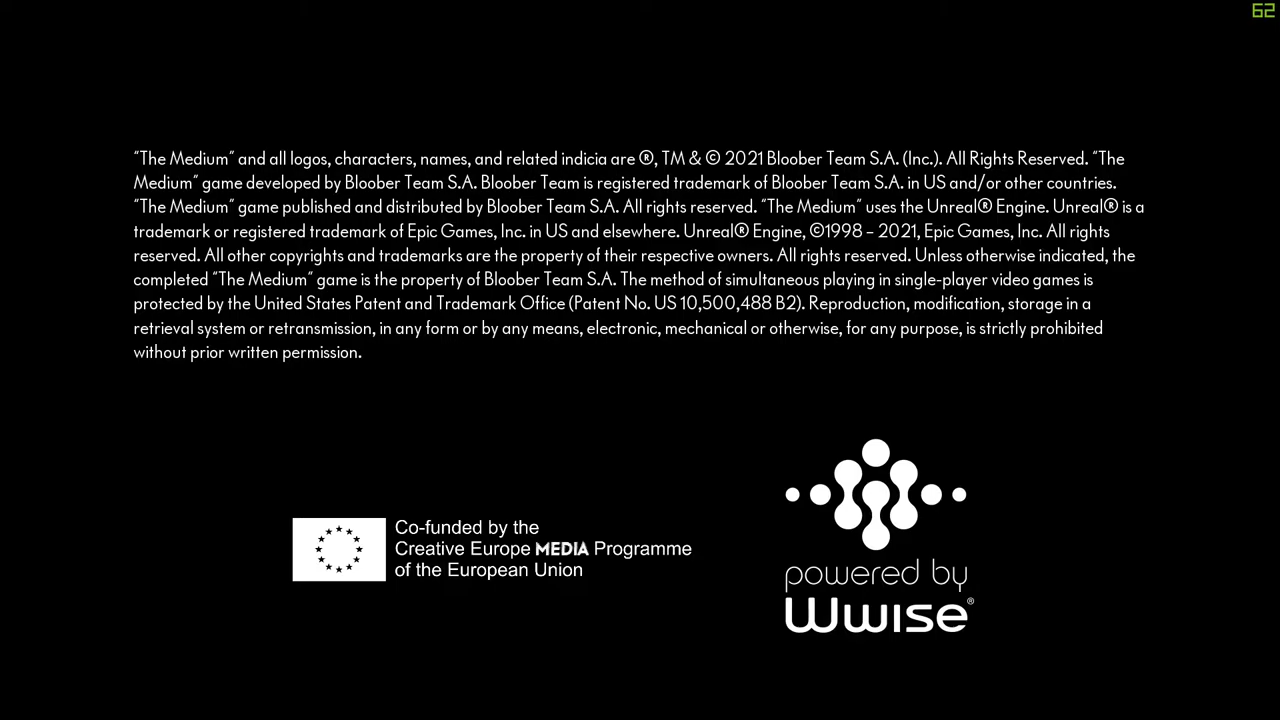 62
"The Medium" and all logos, characters, names, and related indicia are ®, TM & © 2021 Bloober Team S.A. (Inc.). All Rights Reserved. "The
Medium" game developed by Bloober Team S.A. Bloober Team is registered trademark of Bloober Team S.A. in US and/or other countries.
"The Medium" game published and distributed by Bloober Team S.A. All rights reserved. "The Medium" uses the Unreal® Engine. Unreal® is a
trademark or registered trademark of Epic Games, Inc. in US and elsewhere. Unreal® Engine, ©1998 – 2021, Epic Games, Inc. All rights
reserved. All other copyrights and trademarks are the property of their respective owners. All rights reserved. Unless otherwise indicated, the
completed "The Medium" game is the property of Bloober Team S.A. The method of simultaneous playing in single-player video games is
protected by the United States Patent and Trademark Office (Patent No. US 10,500,488 B2). Reproduction, modification, storage in a
retrieval system or retransmission, in any form or by any means, electronic, mechanical or otherwise, for any purpose, is strictly prohibited
without prior written permission.
Co-funded by the
Creative Europe MEDIA Programme
of the European Union
powered by
Wwise®